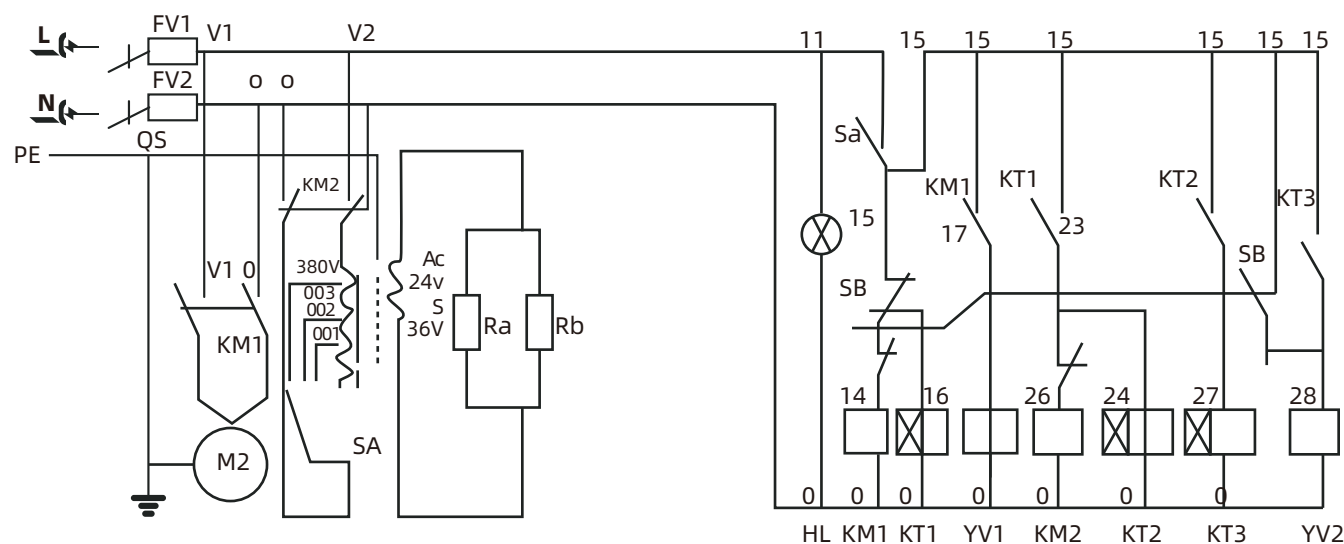 L FV1 V1 V2 11 15 15 15 15 15 15
N FV2 o o
PE QS
Sa
KM2 KM1 KT1 KT2 KT3
15 17 23
V1 0 380V Ac SB
003 24v SB
002 S
001 36V Ra Rb
KM1
14 16 26 24 27 28
SA
M2
0 0 0 0 0 0 0
HL KM1 KT1 YV1 KM2 KT2 KT3 YV2